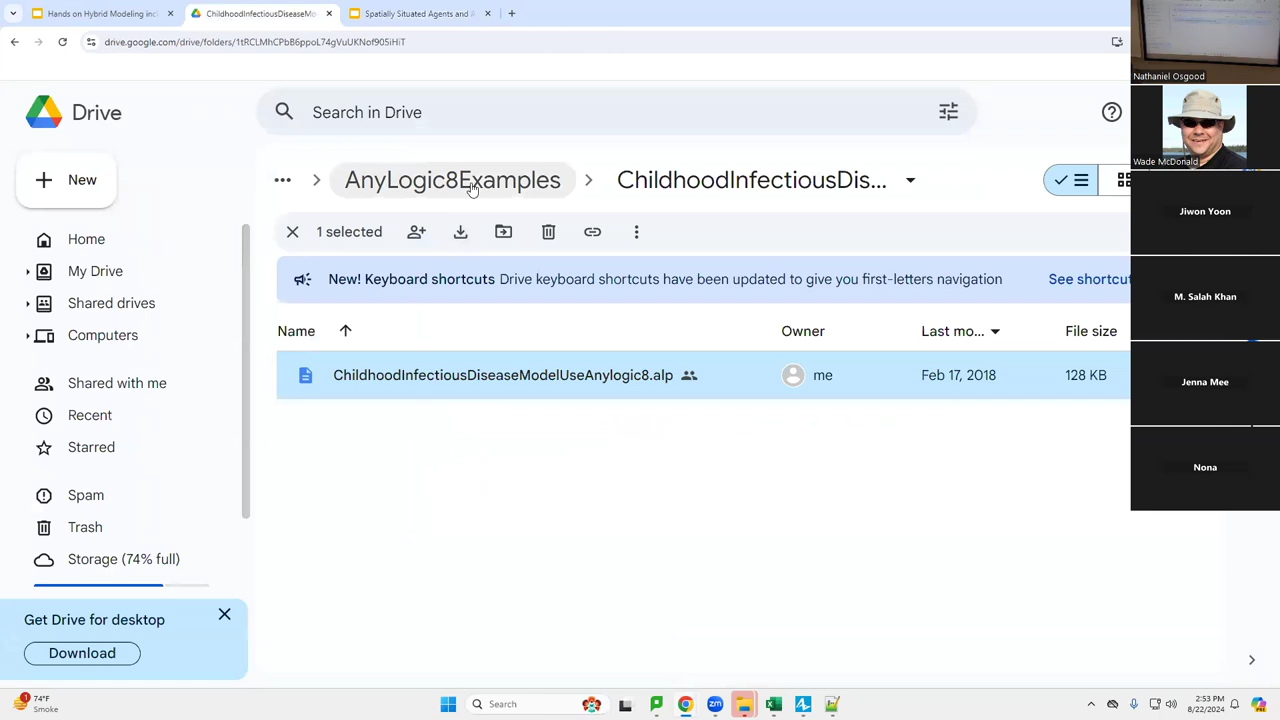 Hands on Hybrid Modeling inc
ChildhoodInfectiousDiseaseMo
Spatially Situated Agents and A
drive.google.com/drive/folders/1tRCLMhCPbB6ppoL74gVuUKNof905iHcT
Nathaniel Osgood
Drive
Search in Drive
Wade McDonald
New
AnyLogic8Examples
ChildhoodInfectiousDis...
Jiwon Yoon
1 selected
Home
My Drive
New! Keyboard shortcuts Drive keyboard shortcuts have been updated to give you first-letters navigation
See shortcu
Shared drives
M. Salah Khan
Computers
Name
Owner
Last mo...
File size
Shared with me
ChildhoodInfectiousDiseaseModelUseAnylogic8.alp
me
Feb 17, 2018
128 KB
Jenna Mee
Recent
Starred
Nona
Spam
Trash
Storage (74% full)
Get Drive for desktop
Download
74°F
Smoke
Search
2:53 PM
8/22/2024